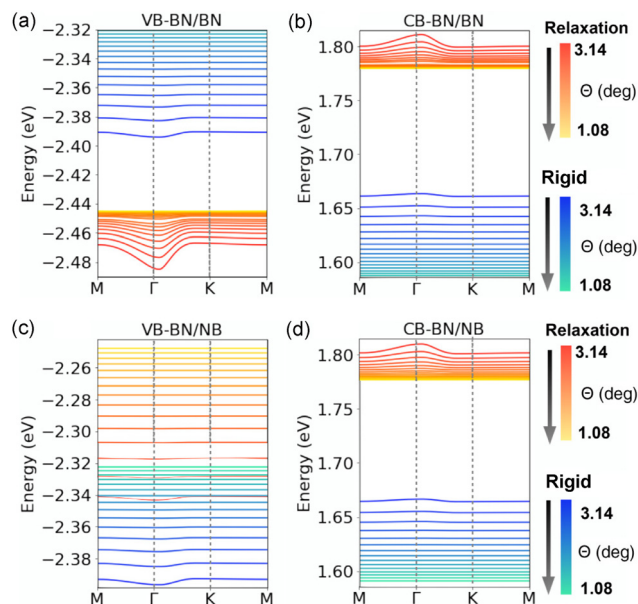 (a)
VB-BN/BN
−2.32
−2.34
−2.36
−2.38
−2.40
−2.44
−2.46
−2.48
Energy (eV)
M Γ K M
(b)
CB-BN/BN
1.80
1.75
1.70
1.65
1.60
Energy (eV)
M Γ K M
Relaxation
3.14
Θ (deg)
1.08
Rigid
3.14
Θ (deg)
1.08
(c)
VB-BN/NB
−2.26
−2.28
−2.30
−2.32
−2.34
−2.36
−2.38
Energy (eV)
M Γ K M
(d)
CB-BN/NB
1.80
1.75
1.70
1.65
1.60
Energy (eV)
M Γ K M
Relaxation
3.14
Θ (deg)
1.08
Rigid
3.14
Θ (deg)
1.08